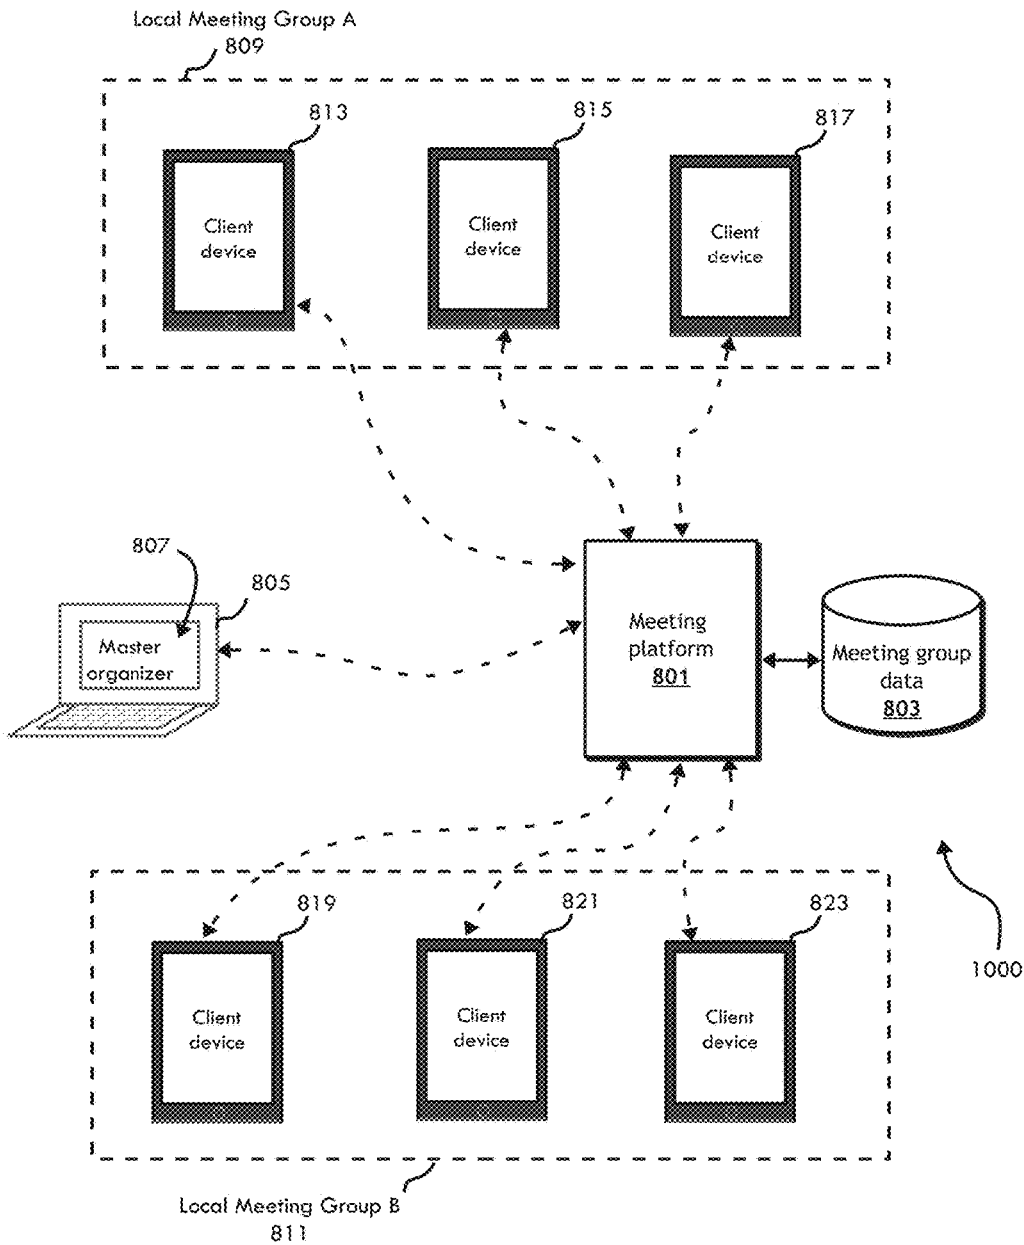 Local Meeting Group A
809
813
815
817
Client
device
Client
device
Client
device
807
805
Master
organizer
Meeting
platform
801
Meeting group
data
803
1000
819
821
823
Client
device
Client
device
Client
device
Local Meeting Group B
811